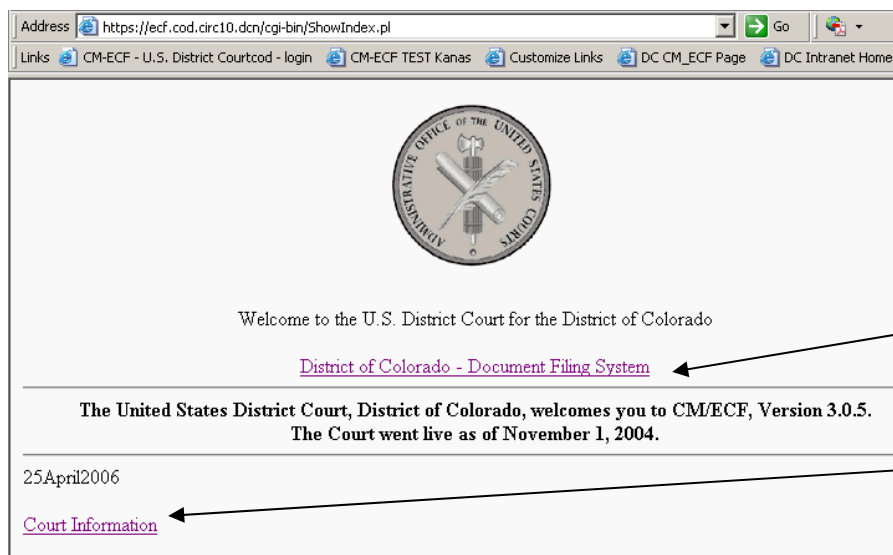 Address https://ecf.cod.circ10.dcn/cgi-bin/ShowIndex.pl Go
Links CM-ECF - U.S. District Courtcod - login CM-ECF TEST Kanas Customize Links DC CM_ECF Page DC Intranet Home
ADMINISTRATIVE OFFICE OF THE UNITED STATES COURTS
Welcome to the U.S. District Court for the District of Colorado
District of Colorado - Document Filing System
The United States District Court, District of Colorado, welcomes you to CM/ECF, Version 3.0.5.
The Court went live as of November 1, 2004.
25April2006
Court Information